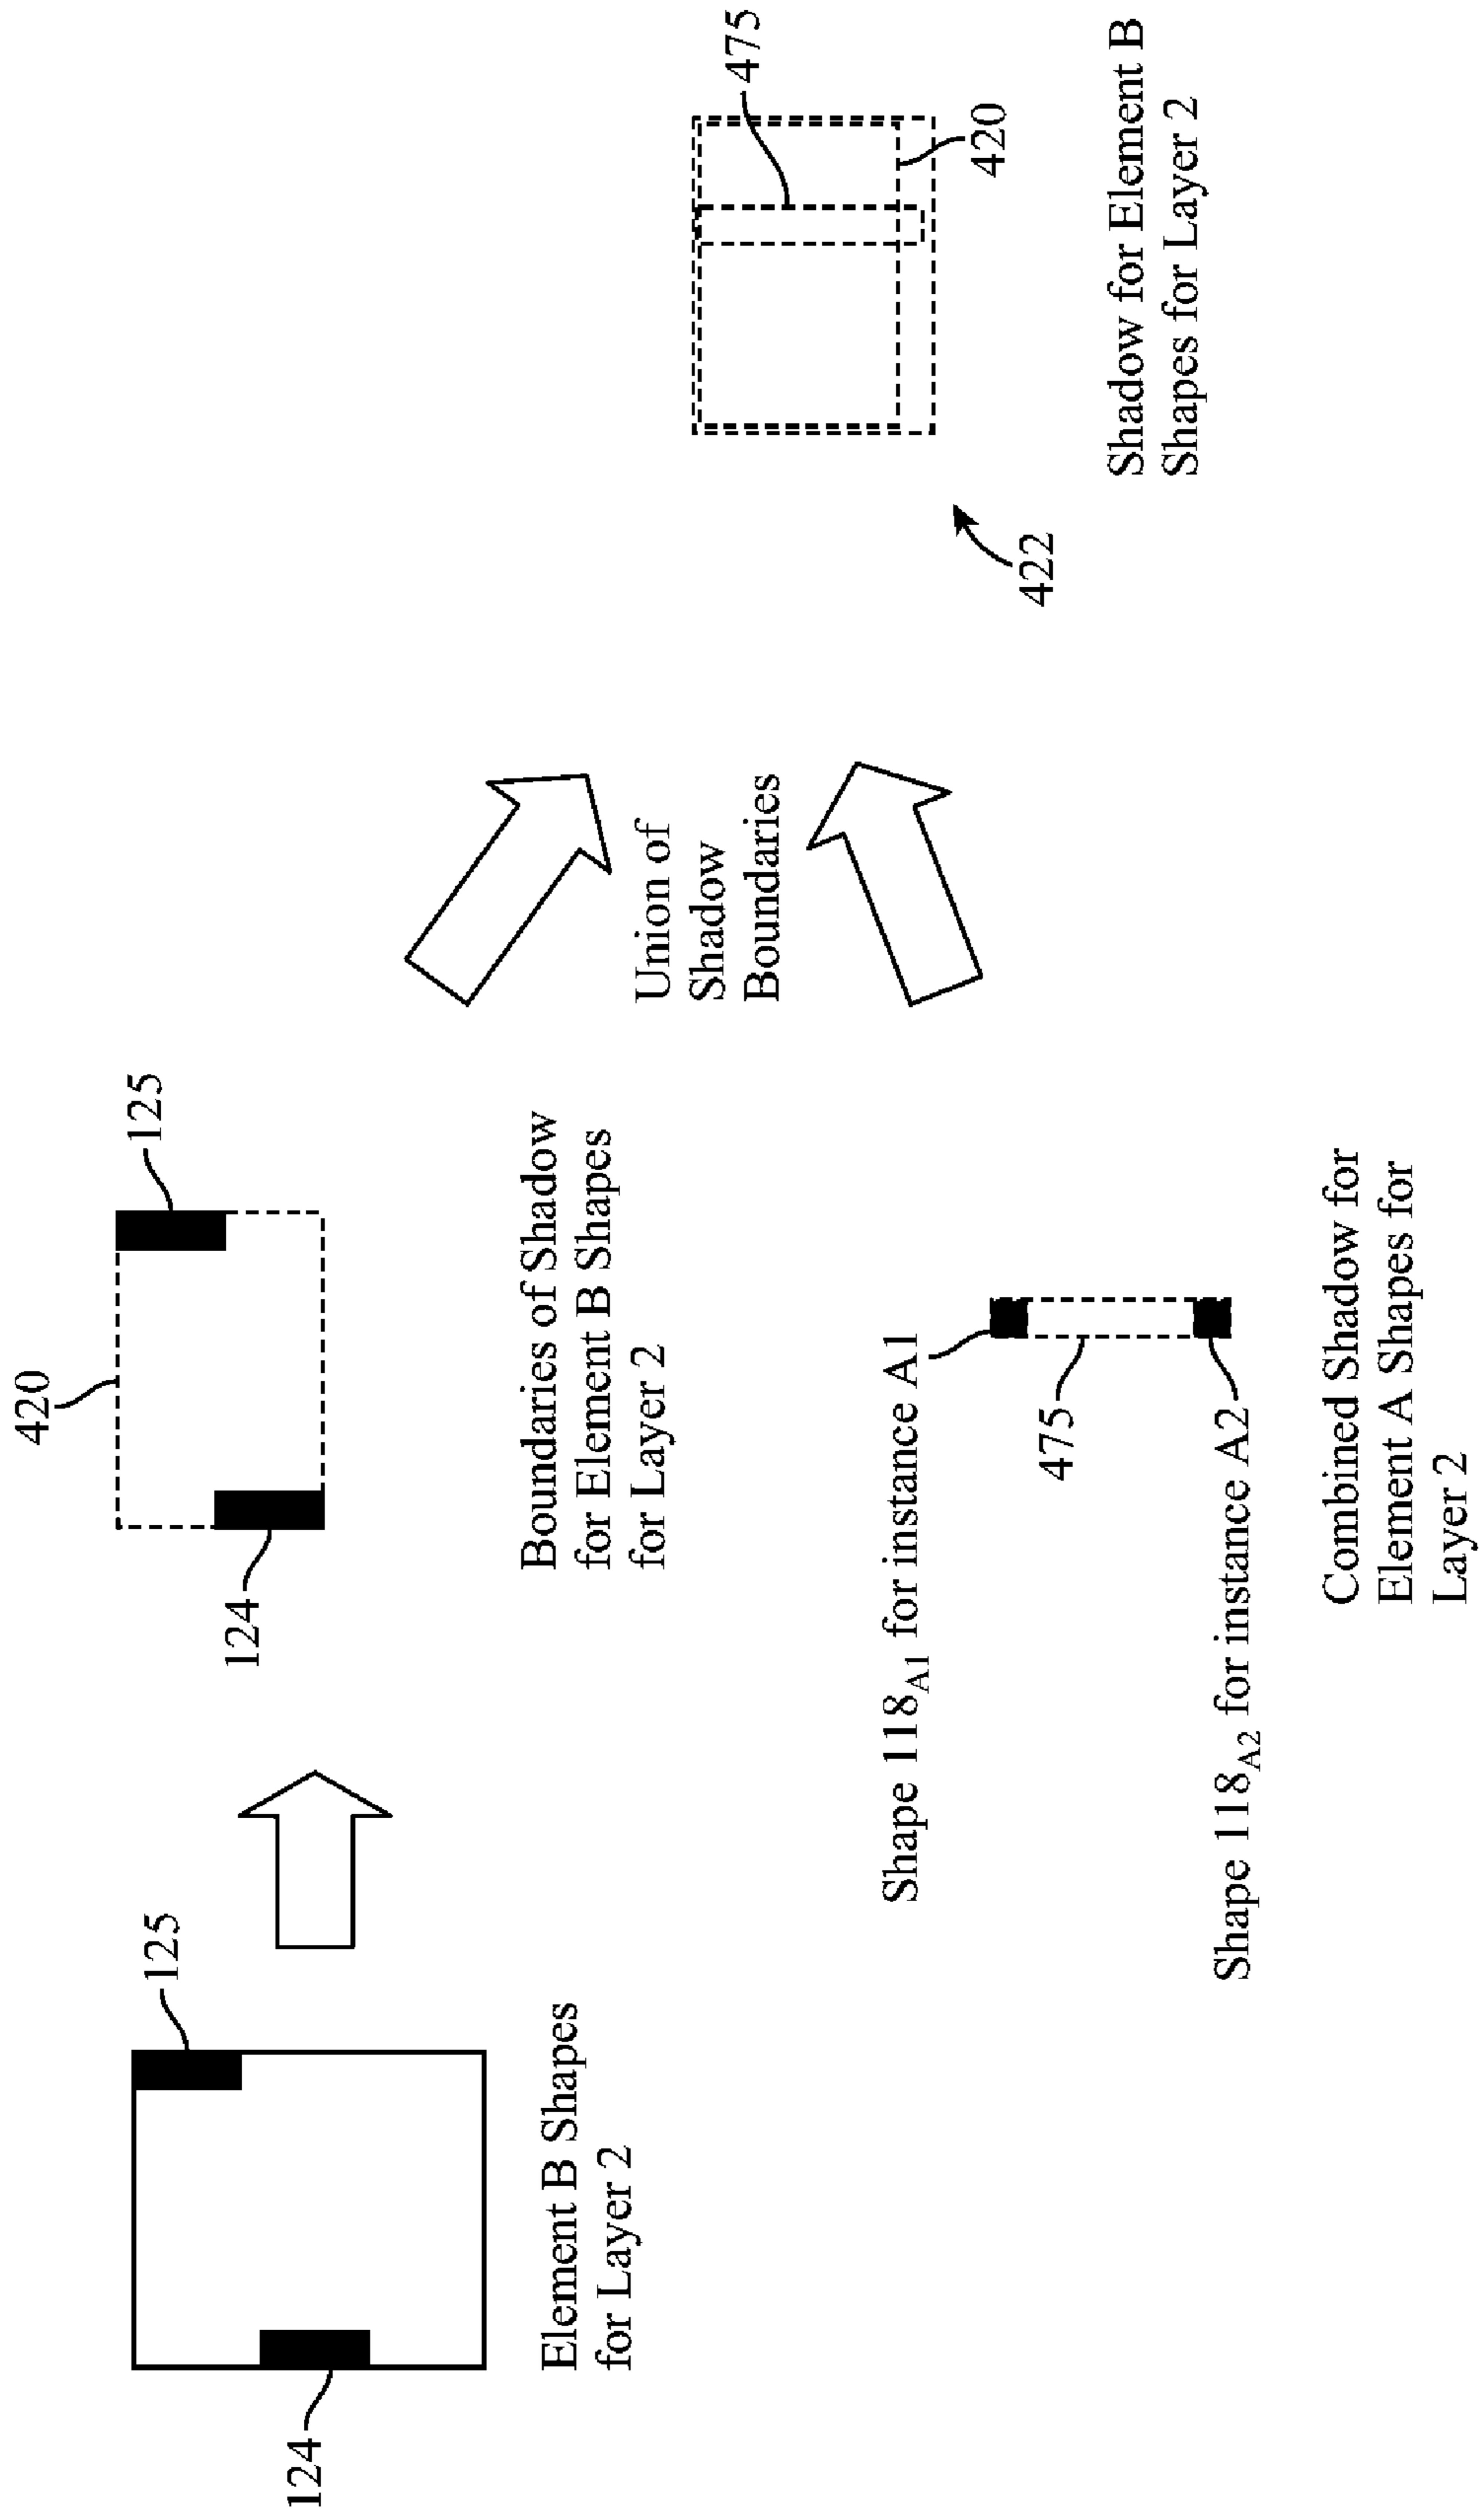 124
125
Element B Shapes
for Layer 2
420
124
125
Boundaries of Shadow
for Element B Shapes
for Layer 2
Shape 118A1 for instance A1
475
Shape 118A2 for instance A2
Combined Shadow for
Element A Shapes for
Layer 2
Union of
Shadow
Boundaries
475
420
422
Shadow for Element B
Shapes for Layer 2